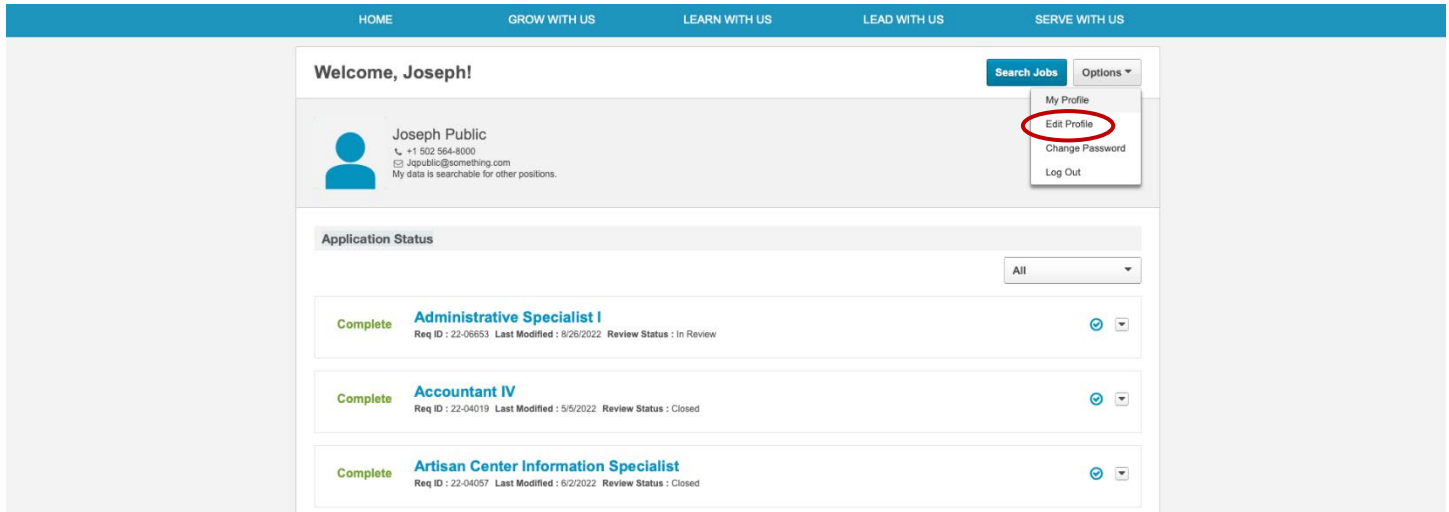 HOME GROW WITH US LEARN WITH US LEAD WITH US SERVE WITH US
Welcome, Joseph!
Search Jobs Options
My Profile
Edit Profile
Change Password
Log Out
Joseph Public
+1 502 564-8000
Jqpublic@something.com
My data is searchable for other positions.
Application Status
All
Complete
Administrative Specialist I
Req ID : 22-06653 Last Modified : 8/26/2022 Review Status : In Review
Complete
Accountant IV
Req ID : 22-04019 Last Modified : 5/5/2022 Review Status : Closed
Complete
Artisan Center Information Specialist
Req ID : 22-04057 Last Modified : 6/2/2022 Review Status : Closed